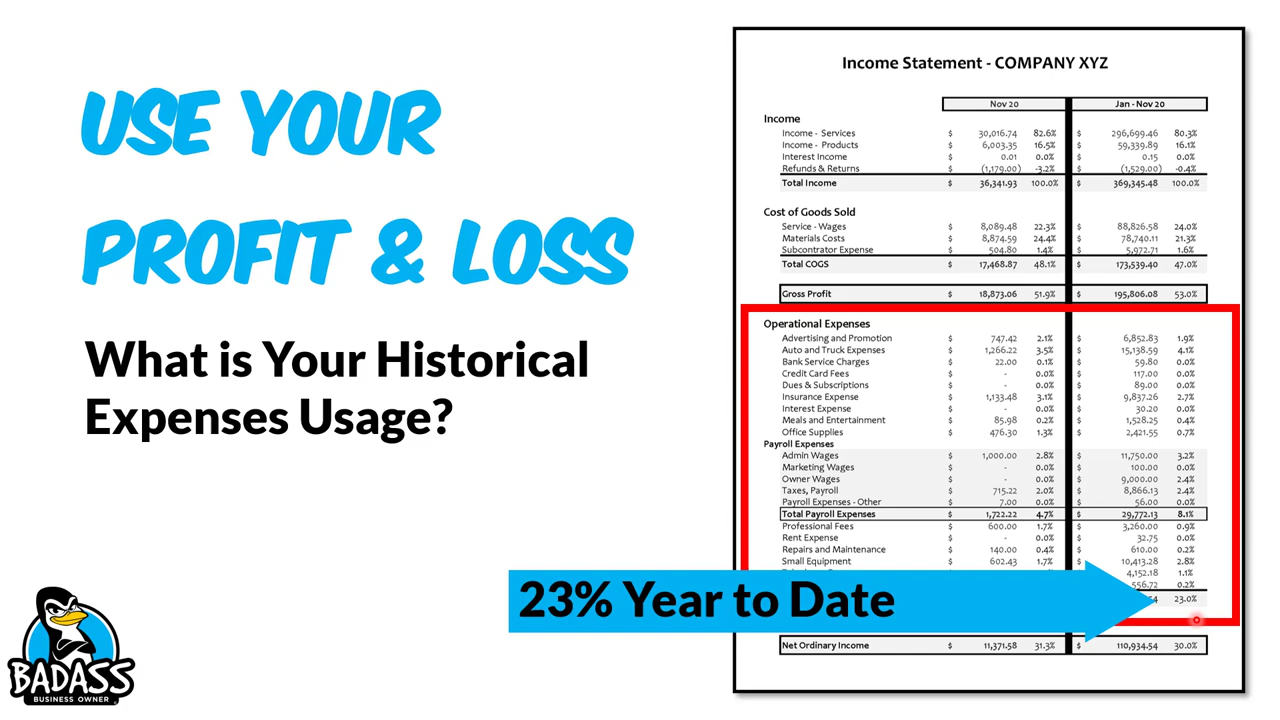 USE YOUR
PROFIT & LOSS
What is Your Historical
Expenses Usage?
23% Year to Date
BADASS
BUSINESS OWNER
Income Statement - COMPANY XYZ
Nov 20 Jan - Nov 20
Income
Income - Services $ 30,016.74 82.6% $ 296,699.46 80.3%
Income - Products $ 6,003.35 16.5% $ 59,339.89 16.1%
Interest Income $ 0.01 0.0% $ 0.15 0.0%
Refunds & Returns $ (1,179.00) -3.2% $ (1,529.00) -0.4%
Total Income $ 36,341.93 100.0% $ 369,345.48 100.0%
Cost of Goods Sold
Service - Wages $ 8,089.48 22.3% $ 88,826.58 24.0%
Materials Costs $ 8,874.59 24.4% $ 78,740.11 21.3%
Subcontrator Expense $ 504.80 1.4% $ 5,972.71 1.6%
Total COGS $ 17,468.87 48.1% $ 173,539.40 47.0%
Gross Profit $ 18,873.06 51.9% $ 195,806.08 53.0%
Operational Expenses
Advertising and Promotion $ 747.42 2.1% $ 6,852.83 1.9%
Auto and Truck Expenses $ 1,266.22 3.5% $ 15,138.59 4.1%
Bank Service Charges $ 22.00 0.1% $ 59.80 0.0%
Credit Card Fees $ - 0.0% $ 117.00 0.0%
Dues & Subscriptions $ - 0.0% $ 89.00 0.0%
Insurance Expense $ 1,133.48 3.1% $ 9,837.26 2.7%
Interest Expense $ - 0.0% $ 30.20 0.0%
Meals and Entertainment $ 85.98 0.2% $ 1,528.25 0.4%
Office Supplies $ 476.30 1.3% $ 2,421.55 0.7%
Payroll Expenses
Admin Wages $ 1,000.00 2.8% $ 11,750.00 3.2%
Marketing Wages $ - 0.0% $ 100.00 0.0%
Owner Wages $ - 0.0% $ 9,000.00 2.4%
Taxes, Payroll $ 715.22 2.0% $ 8,866.13 2.4%
Payroll Expenses - Other $ 7.00 0.0% $ 56.00 0.0%
Total Payroll Expenses $ 1,722.22 4.7% $ 29,772.13 8.1%
Professional Fees $ 600.00 1.7% $ 3,260.00 0.9%
Rent Expense $ - 0.0% $ 32.75 0.0%
Repairs and Maintenance $ 140.00 0.4% $ 610.00 0.2%
Small Equipment $ 602.43 1.7% $ 10,413.28 2.8%
4,152.18 1.1%
556.72 0.2%
23.0%
Net Ordinary Income $ 11,371.58 31.3% $ 110,934.54 30.0%